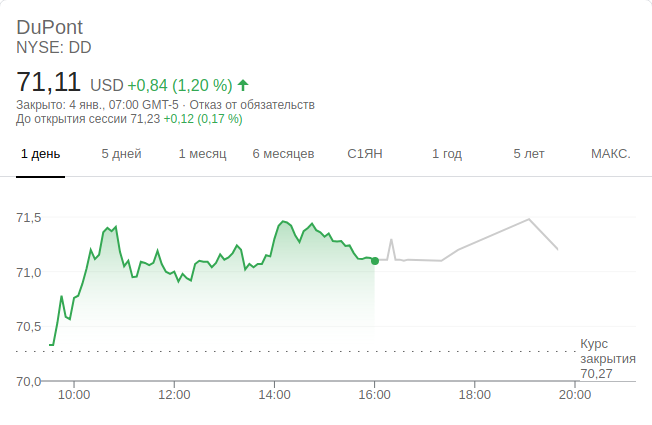 DuPont
NYSE: DD
71,11 USD +0,84 (1,20 %)
Закрыто: 4 янв., 07:00 GMT-5 · Отказ от обязательств
До открытия сессии 71,23 +0,12 (0,17 %)
1 день 5 дней 1 месяц 6 месяцев С1ЯН 1 год 5 лет МАКС.
71,5
71,0
70,5
Курс
закрытия
70,27
70,0
10:00 12:00 14:00 16:00 18:00 20:00